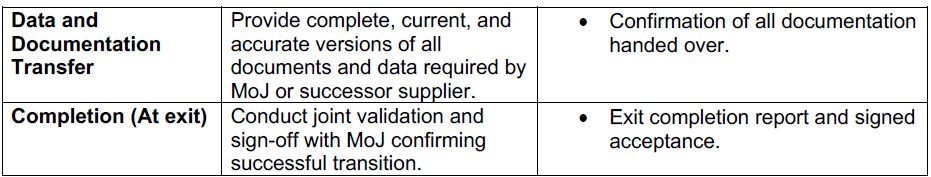 Data and
Documentation
Transfer
Provide complete, current, and
accurate versions of all
documents and data required by
MoJ or successor supplier.
• Confirmation of all documentation
handed over.
Completion (At exit)
Conduct joint validation and
sign-off with MoJ confirming
successful transition.
• Exit completion report and signed
acceptance.